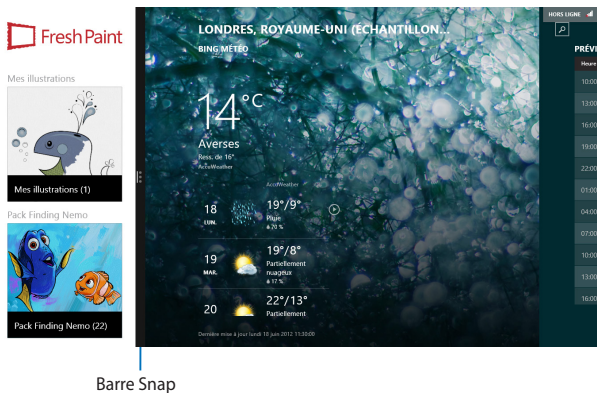 Fresh Paint
Mes illustrations
Mes illustrations (1)
Pack Finding Nemo
Pack Finding Nemo (22)
LONDRES, ROYAUME-UNI (ÉCHANTILLON...
BING MÉTÉO
14°C
Averses
Ress. de 16°
AccuWeather
AccuWeather
18 19°/9°
LUN. Pluie
70 %
19 19°/8°
MAR. Partiellement
nuageux
17 %
20 22°/13°
Partiellement
Dernière mise à jour lundi 18 juin 2012 11:30:00
HORS LIGNE
PRÉVI
Heure
10:00
13:00
16:00
19:00
22:00
01:00
04:00
07:00
10:00
13:00
16:00
Barre Snap